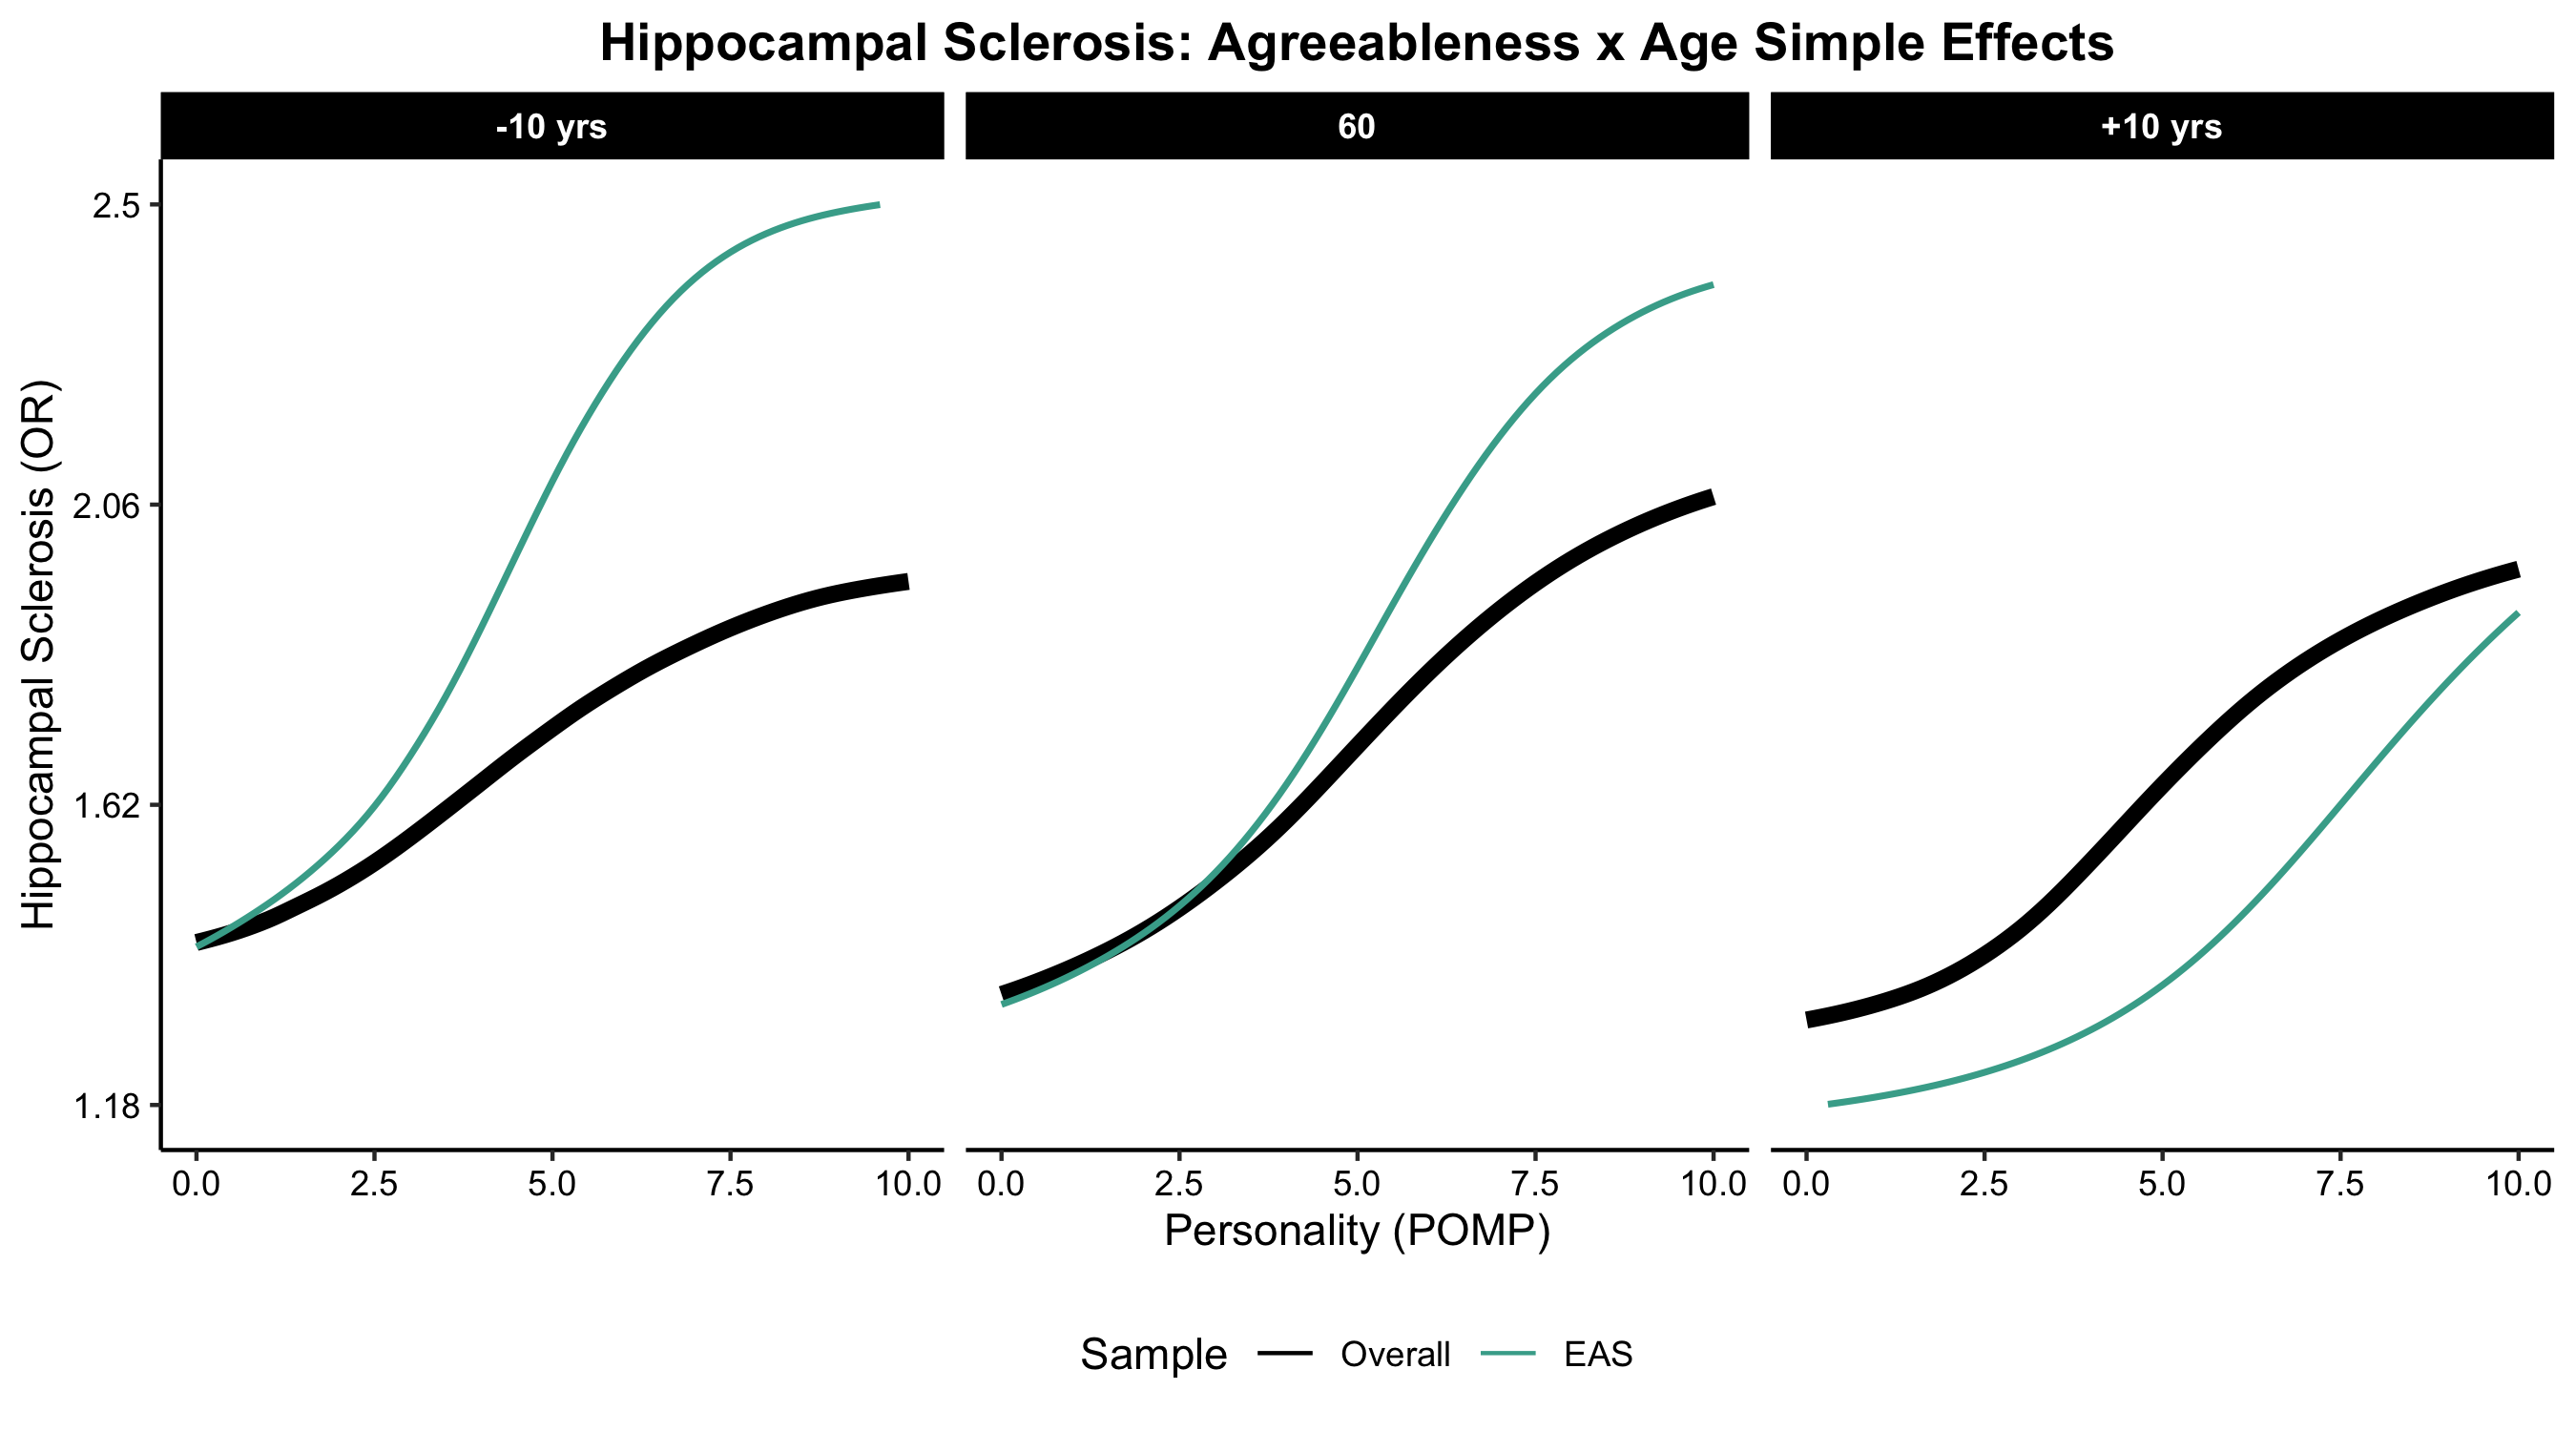 Hippocampal Sclerosis: Agreeableness x Age Simple Effects
-10 yrs
60
+10 yrs
Hippocampal Sclerosis (OR)
2.5
2.06
1.62
1.18
0.0 2.5 5.0 7.5 10.0
0.0 2.5 5.0 7.5 10.0
0.0 2.5 5.0 7.5 10.0
Personality (POMP)
Sample Overall EAS